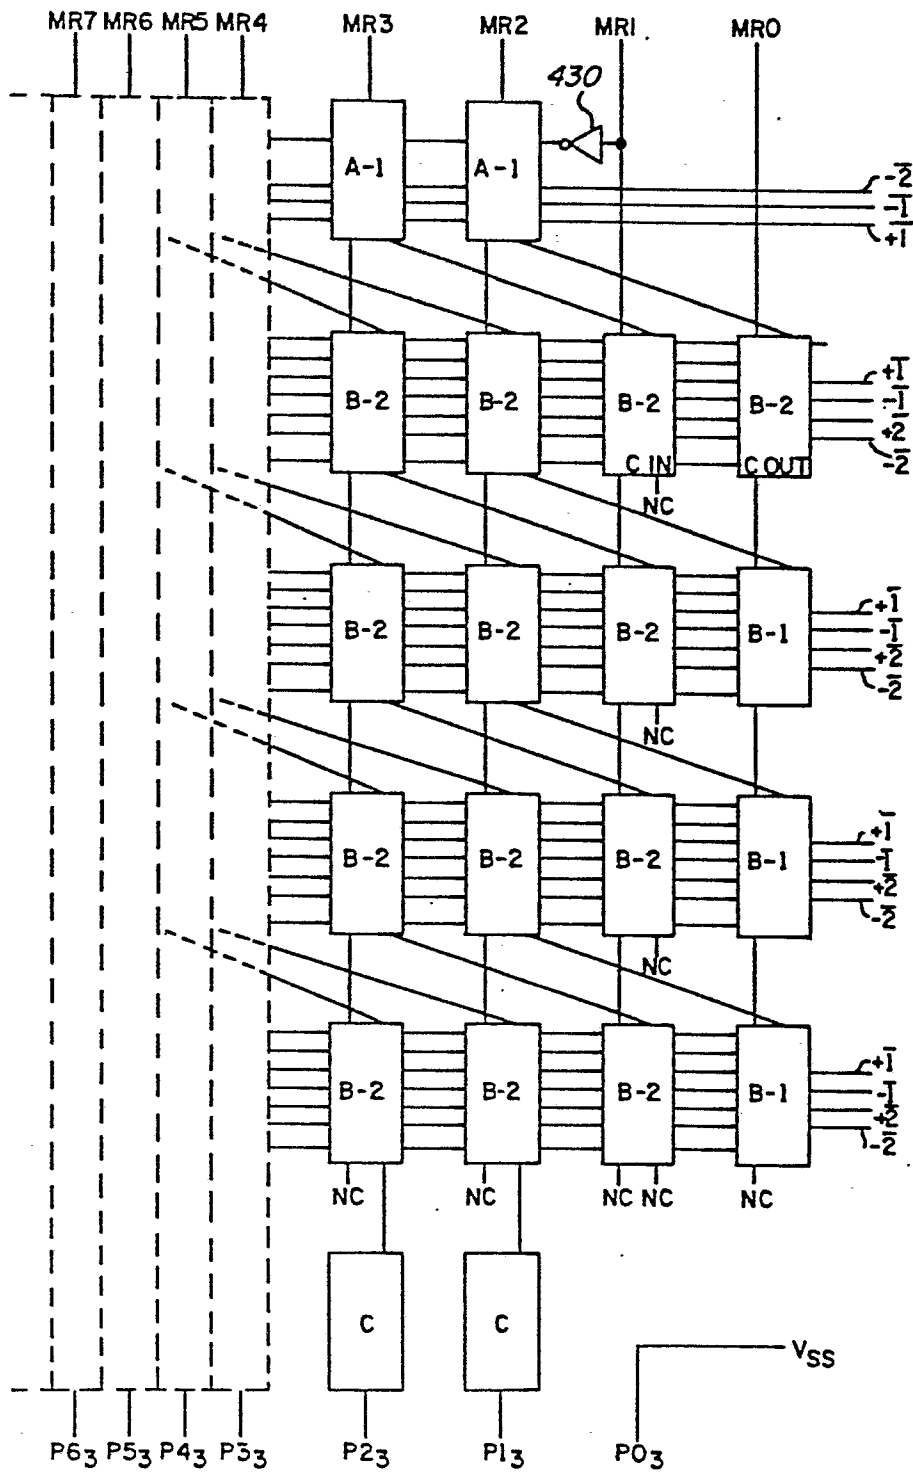 MR7 MR6 MR5 MR4 MR3 MR2 MR1 MR0
430
A-1 A-1
-2̅
-1̅
+1̅
B-2 B-2 B-2 B-2
+1̅
-1̅
+2̅
-2̅
C IN C OUT
NC
B-2 B-2 B-2 B-1
+1̅
-1̅
+2̅
-2̅
NC
B-2 B-2 B-2 B-1
+1̅
-1̅
+2̅
-2̅
NC
B-2 B-2 B-2 B-1
+1̅
-1̅
+2̅
-2̅
NC NC NC NC NC
C C
VSS
P6₃ P5₃ P4₃ P3₃ P2₃ P1₃ P0₃